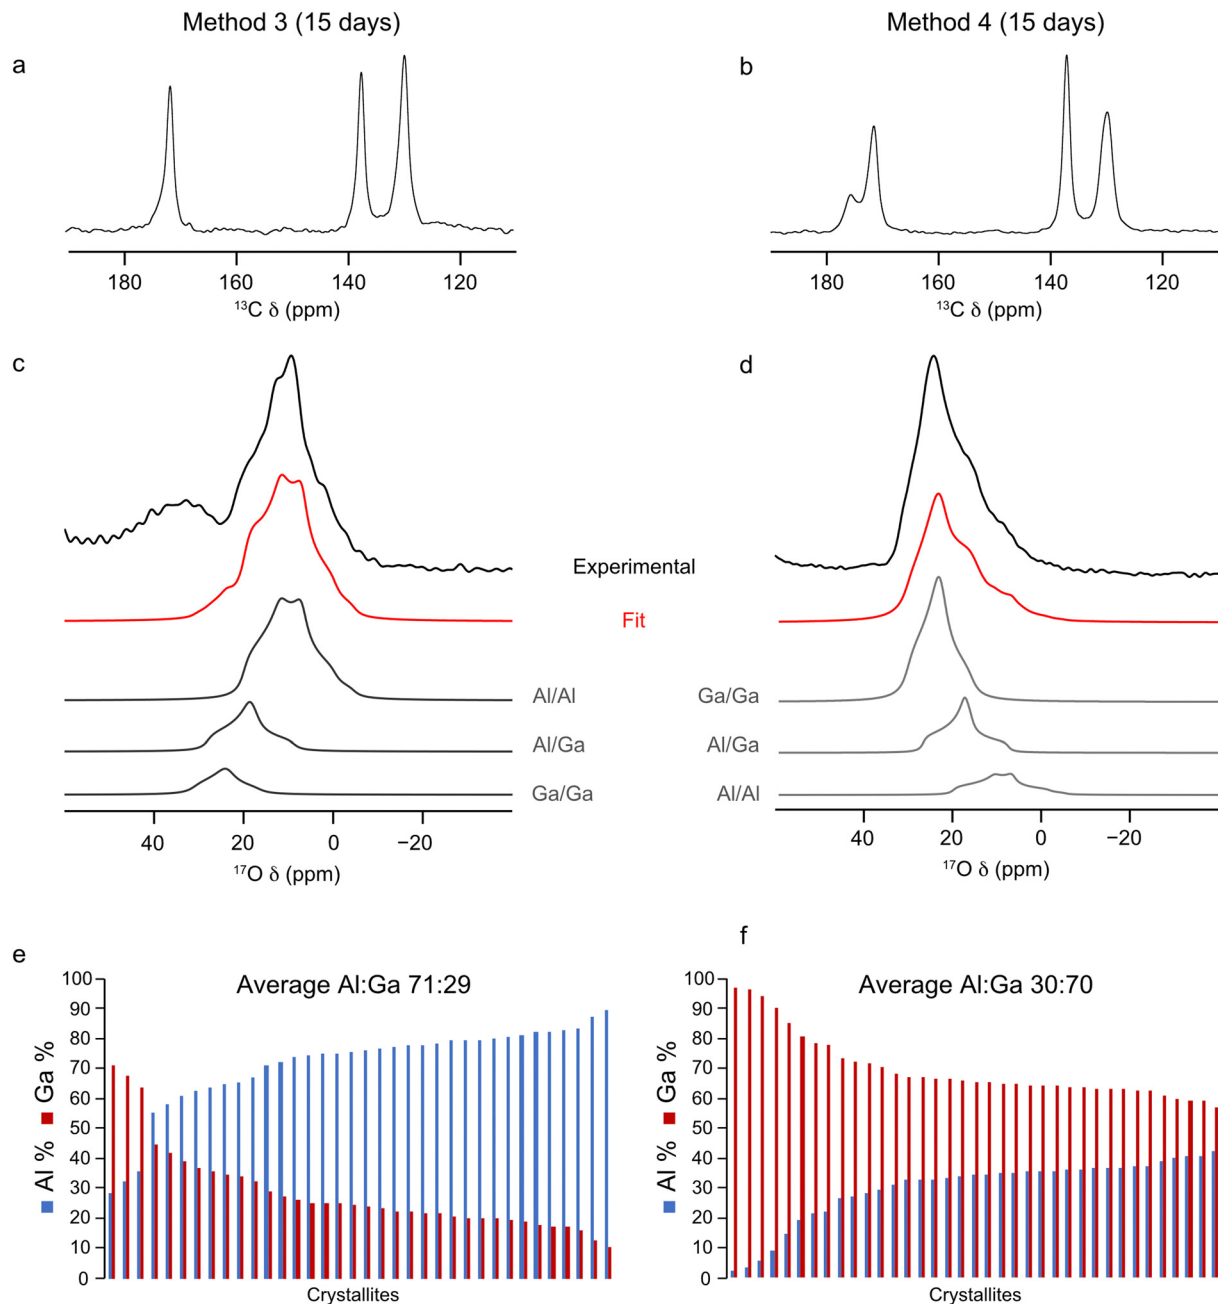 Method 3 (15 days)
Method 4 (15 days)
a
b
180 160 140 120
180 160 140 120
¹³C δ (ppm)
¹³C δ (ppm)
c
d
Experimental
Fit
Al/Al
Ga/Ga
Al/Ga
Al/Ga
Ga/Ga
Al/Al
40 20 0 −20
40 20 0 −20
¹⁷O δ (ppm)
¹⁷O δ (ppm)
e
f
Average Al:Ga 71:29
Average Al:Ga 30:70
Al % Ga %
100
90
80
70
60
50
40
30
20
10
0
Crystallites
Al % Ga %
100
90
80
70
60
50
40
30
20
10
0
Crystallites